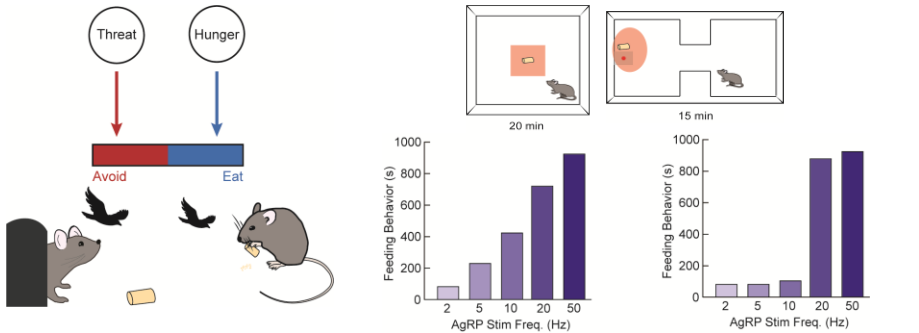 Threat
Hunger
Avoid
Eat
20 min
15 min
1000
800
600
400
200
0
Feeding Behavior (s)
2 5 10 20 50
AgRP Stim Freq. (Hz)
1000
800
600
400
200
0
Feeding Behavior (s)
2 5 10 20 50
AgRP Stim Freq. (Hz)